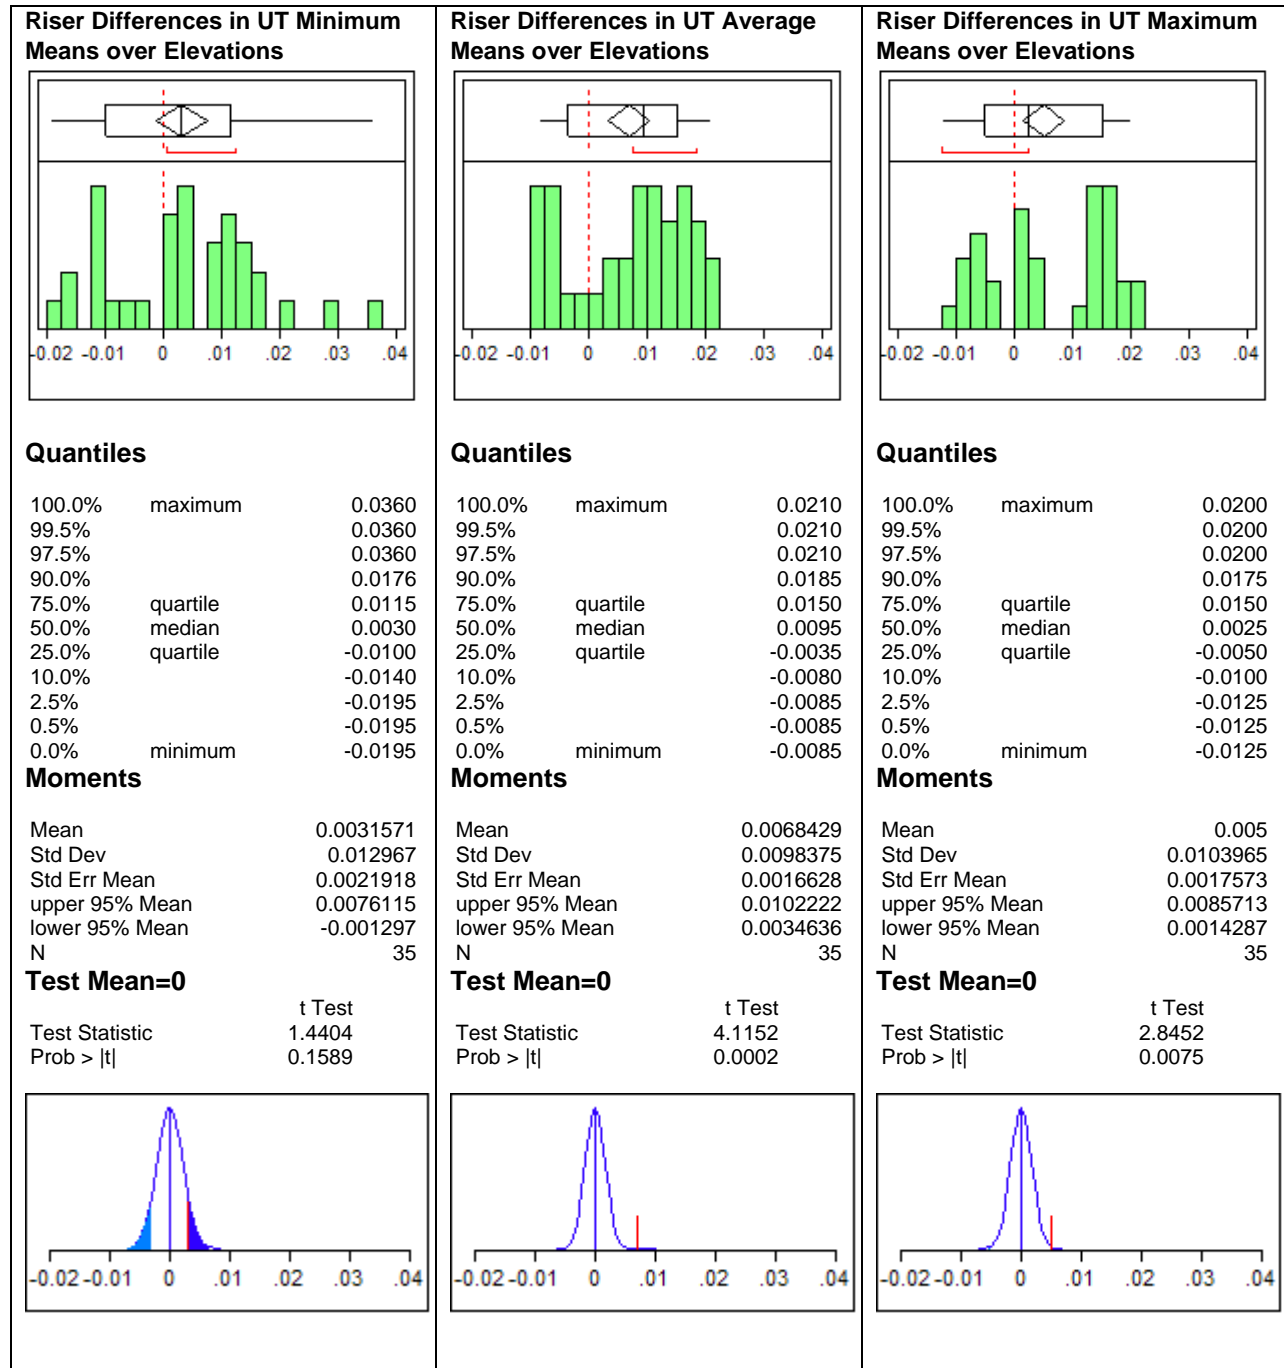 Riser Differences in UT Minimum
Means over Elevations
-0.02 -0.01 0 .01 .02 .03 .04
Quantiles
100.0% maximum 0.0360
99.5% 0.0360
97.5% 0.0360
90.0% 0.0176
75.0% quartile 0.0115
50.0% median 0.0030
25.0% quartile -0.0100
10.0% -0.0140
2.5% -0.0195
0.5% -0.0195
0.0% minimum -0.0195
Moments
Mean 0.0031571
Std Dev 0.012967
Std Err Mean 0.0021918
upper 95% Mean 0.0076115
lower 95% Mean -0.001297
N 35
Test Mean=0
t Test
Test Statistic 1.4404
Prob > |t| 0.1589
-0.02 -0.01 0 .01 .02 .03 .04
Riser Differences in UT Average
Means over Elevations
-0.02 -0.01 0 .01 .02 .03 .04
Quantiles
100.0% maximum 0.0210
99.5% 0.0210
97.5% 0.0210
90.0% 0.0185
75.0% quartile 0.0150
50.0% median 0.0095
25.0% quartile -0.0035
10.0% -0.0080
2.5% -0.0085
0.5% -0.0085
0.0% minimum -0.0085
Moments
Mean 0.0068429
Std Dev 0.0098375
Std Err Mean 0.0016628
upper 95% Mean 0.0102222
lower 95% Mean 0.0034636
N 35
Test Mean=0
t Test
Test Statistic 4.1152
Prob > |t| 0.0002
-0.02 -0.01 0 .01 .02 .03 .04
Riser Differences in UT Maximum
Means over Elevations
-0.02 -0.01 0 .01 .02 .03 .04
Quantiles
100.0% maximum 0.0200
99.5% 0.0200
97.5% 0.0200
90.0% 0.0175
75.0% quartile 0.0150
50.0% median 0.0025
25.0% quartile -0.0050
10.0% -0.0100
2.5% -0.0125
0.5% -0.0125
0.0% minimum -0.0125
Moments
Mean 0.005
Std Dev 0.0103965
Std Err Mean 0.0017573
upper 95% Mean 0.0085713
lower 95% Mean 0.0014287
N 35
Test Mean=0
t Test
Test Statistic 2.8452
Prob > |t| 0.0075
-0.02 -0.01 0 .01 .02 .03 .04